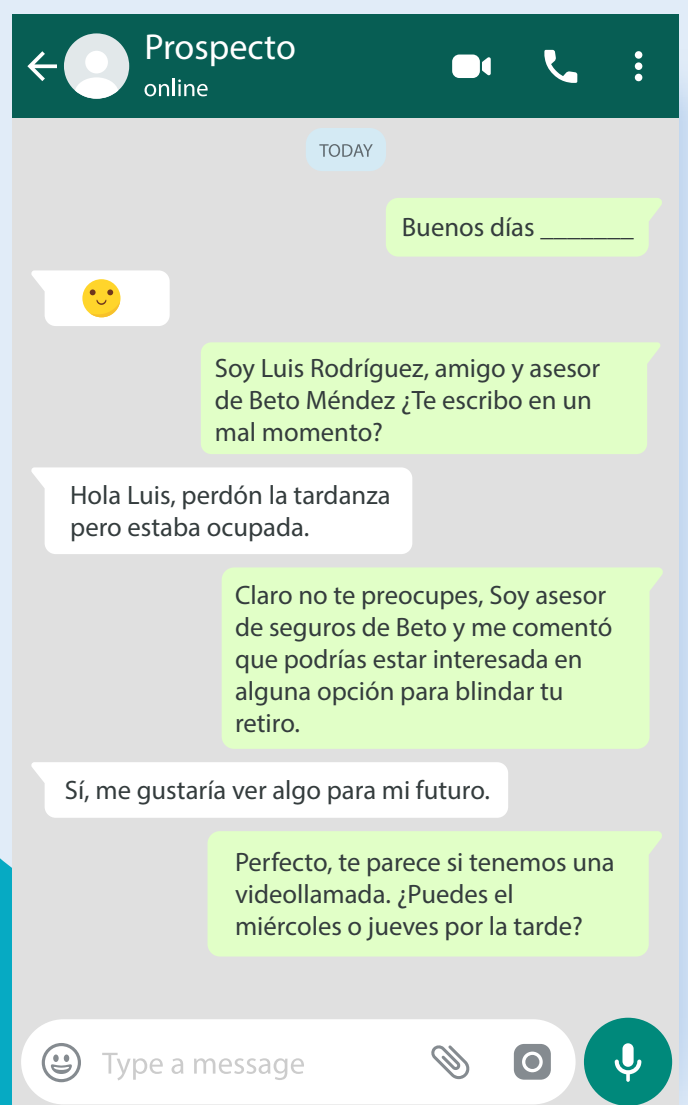 Prospecto
online
TODAY
Buenos días _______
Soy Luis Rodríguez, amigo y asesor
de Beto Méndez ¿Te escribo en un
mal momento?
Hola Luis, perdón la tardanza
pero estaba ocupada.
Claro no te preocupes, Soy asesor
de seguros de Beto y me comentó
que podrías estar interesada en
alguna opción para blindar tu
retiro.
Sí, me gustaría ver algo para mi futuro.
Perfecto, te parece si tenemos una
videollamada. ¿Puedes el
miércoles o jueves por la tarde?
Type a message